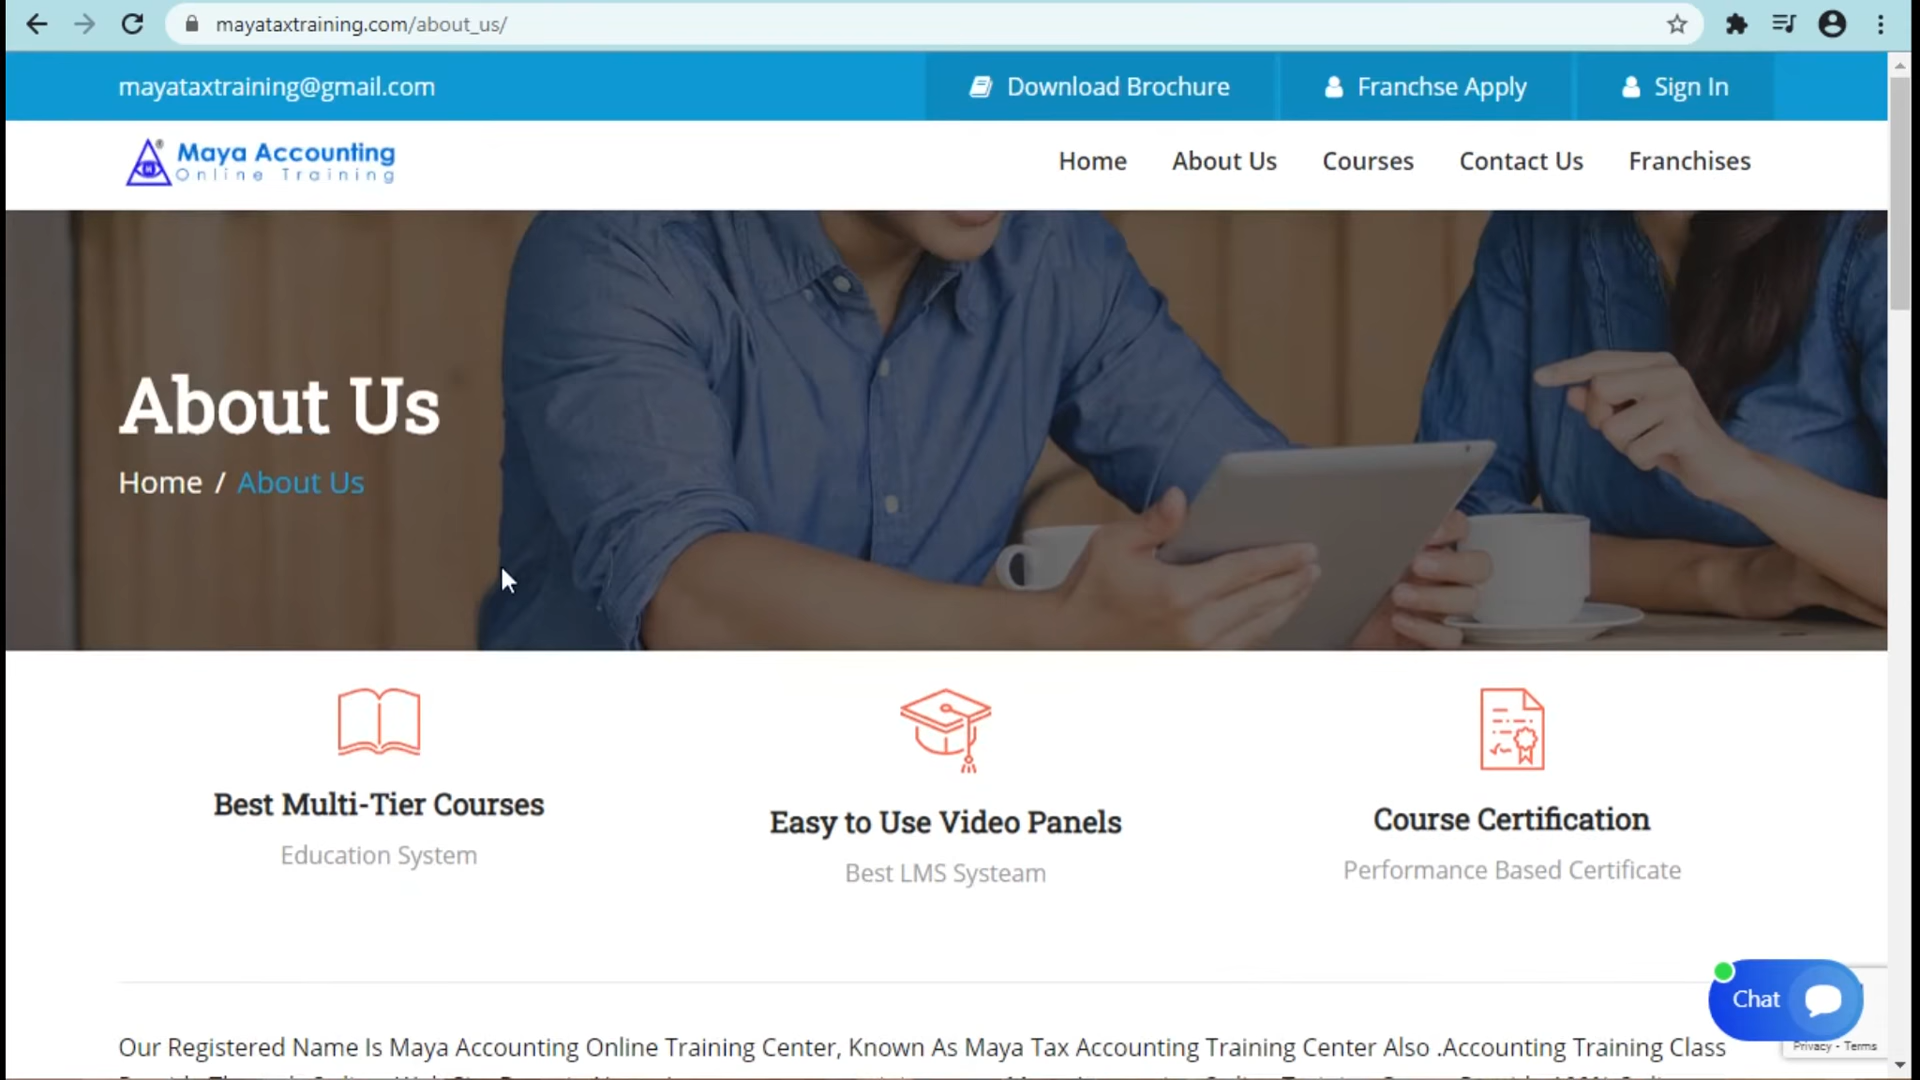 mayataxtraining.com/about_us/
mayataxtraining@gmail.com
Download Brochure
Franchse Apply
Sign In
Maya Accounting ®
Online Training
Home
About Us
Courses
Contact Us
Franchises
About Us
Home / About Us
Best Multi-Tier Courses
Education System
Easy to Use Video Panels
Best LMS Systeam
Course Certification
Performance Based Certificate
Chat
Privacy - Terms
Our Registered Name Is Maya Accounting Online Training Center, Known As Maya Tax Accounting Training Center Also .Accounting Training Class